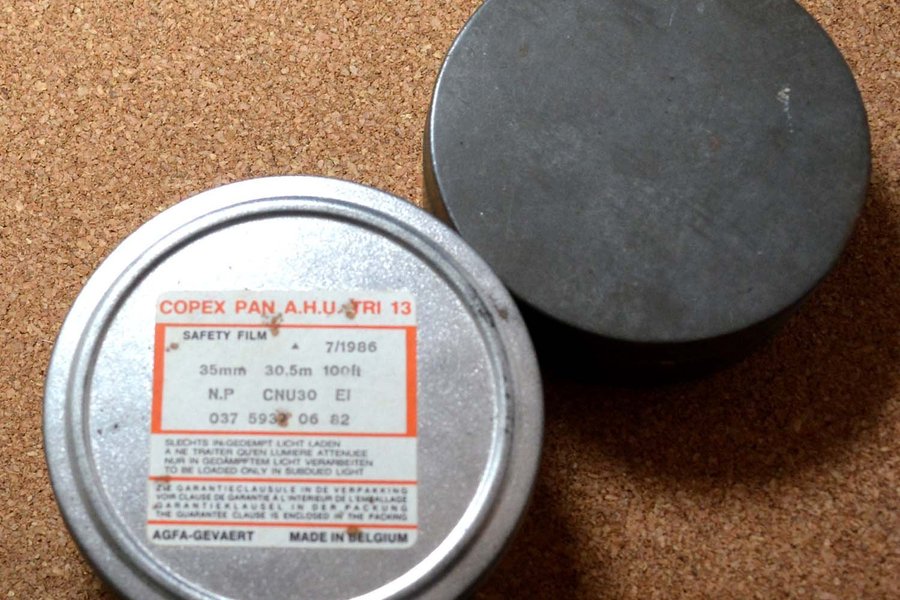 COPEX PAN A.H.U. TRI 13
SAFETY FILM ▲ 7/1986
35mm 30.5m 100ft
N.P CNU30 EI
037 5932 06 82
SLECHTS IN GEDEMPT LICHT LADEN
A NE TRAITER QU'EN LUMIERE ATTENUEE
NUR IN GEDÄMPFTEM LICHT VERARBEITEN
TO BE LOADED ONLY IN SUBDUED LIGHT
ZIE GARANTIECLAUSULE IN DE VERPAKKING
VOIR CLAUSE DE GARANTIE À L'INTERIEUR DE L'EMBALLAGE
GARANTIEKLAUSEL IN DER PACKUNG
THE GUARANTEE CLAUSE IS ENCLOSED IN THE PACKING
AGFA-GEVAERT MADE IN BELGIUM